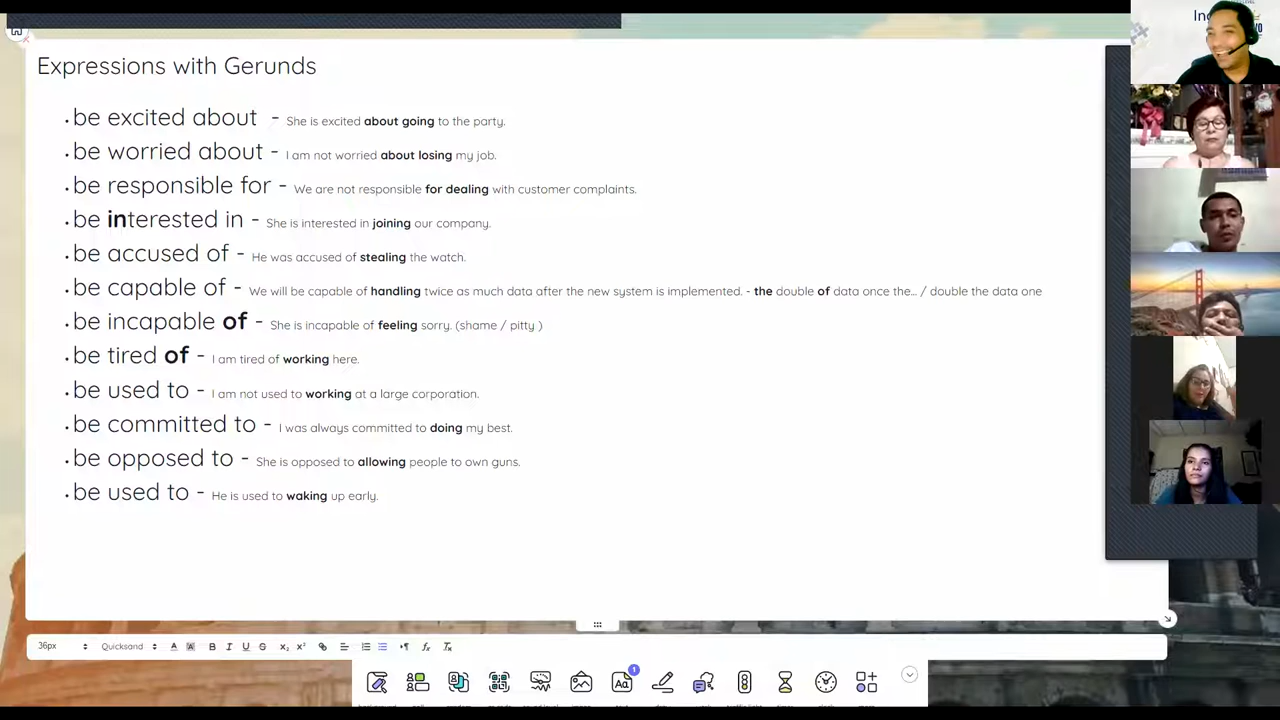 Expressions with Gerunds
be excited about - She is excited about going to the party.
be worried about - I am not worried about losing my job.
be responsible for - We are not responsible for dealing with customer complaints.
be interested in - She is interested in joining our company.
be accused of - He was accused of stealing the watch.
be capable of - We will be capable of handling twice as much data after the new system is implemented. - the double of data once the... / double the data one
be incapable of - She is incapable of feeling sorry. (shame / pitty )
be tired of - I am tired of working here.
be used to - I am not used to working at a large corporation.
be committed to - I was always committed to doing my best.
be opposed to - She is opposed to allowing people to own guns.
be used to - He is used to waking up early.
36px Quicksand
1